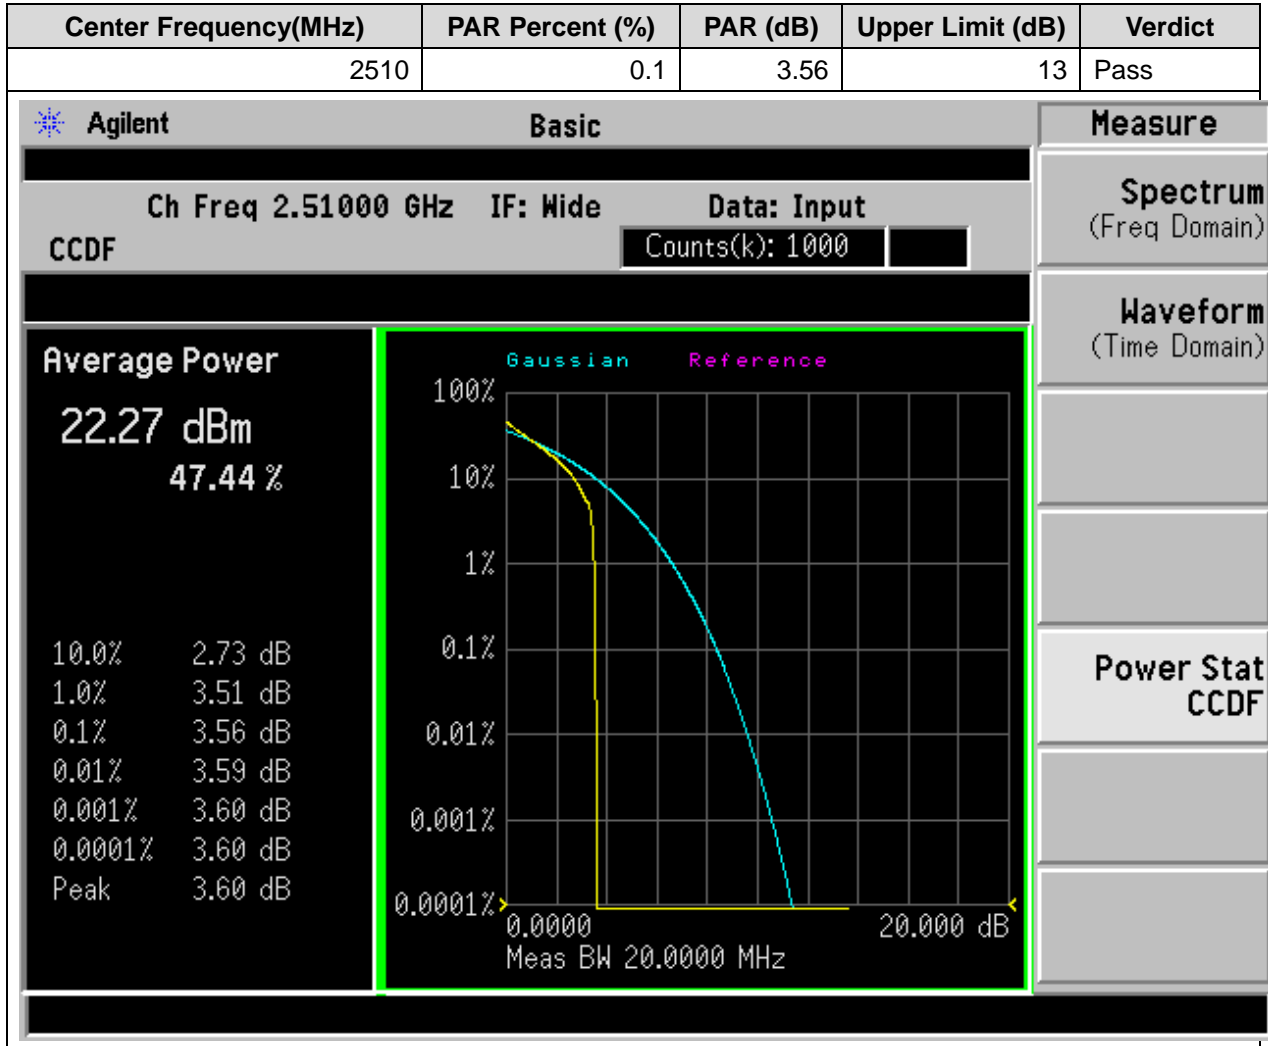 Center Frequency(MHz) PAR Percent (%) PAR (dB) Upper Limit (dB) Verdict
2510 0.1 3.56 13 Pass
Agilent Basic Measure
Ch Freq 2.51000 GHz IF: Wide Data: Input
CCDF Counts(k): 1000
Spectrum
(Freq Domain)
Waveform
(Time Domain)
Power Stat
CCDF
Average Power
22.27 dBm
47.44 %
10.0% 2.73 dB
1.0% 3.51 dB
0.1% 3.56 dB
0.01% 3.59 dB
0.001% 3.60 dB
0.0001% 3.60 dB
Peak 3.60 dB
Gaussian Reference
100%
10%
1%
0.1%
0.01%
0.001%
0.0001%
0.0000 20.000 dB
Meas BW 20.0000 MHz